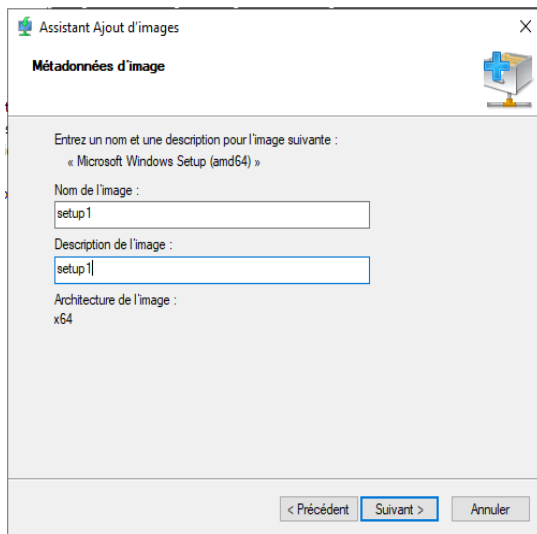 Assistant Ajout d'images
Métadonnées d'image
Entrez un nom et une description pour l'image suivante :
« Microsoft Windows Setup (amd64) »
Nom de l'image :
setup1
Description de l'image :
setup1
Architecture de l'image :
x64
< Précédent
Suivant >
Annuler